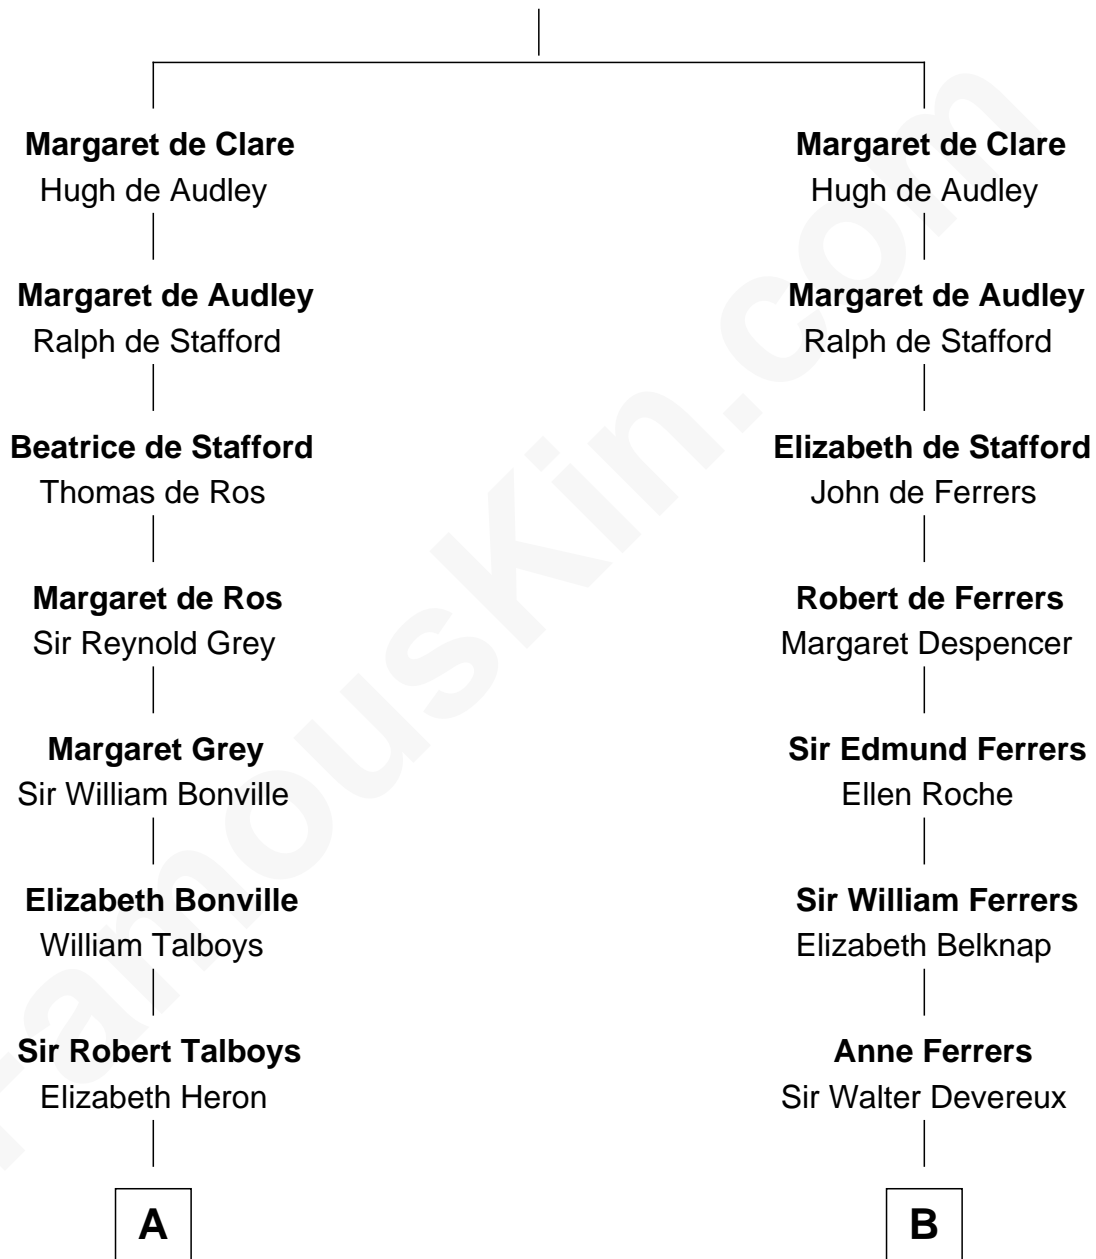 Margaret de Clare
Hugh de Audley
Margaret de Audley
Ralph de Stafford
Beatrice de Stafford
Thomas de Ros
Margaret de Ros
Sir Reynold Grey
Margaret Grey
Sir William Bonville
Elizabeth Bonville
William Talboys
Sir Robert Talboys
Elizabeth Heron
A
Margaret de Clare
Hugh de Audley
Margaret de Audley
Ralph de Stafford
Elizabeth de Stafford
John de Ferrers
Robert de Ferrers
Margaret Despencer
Sir Edmund Ferrers
Ellen Roche
Sir William Ferrers
Elizabeth Belknap
Anne Ferrers
Sir Walter Devereux
B
FamousKin.com